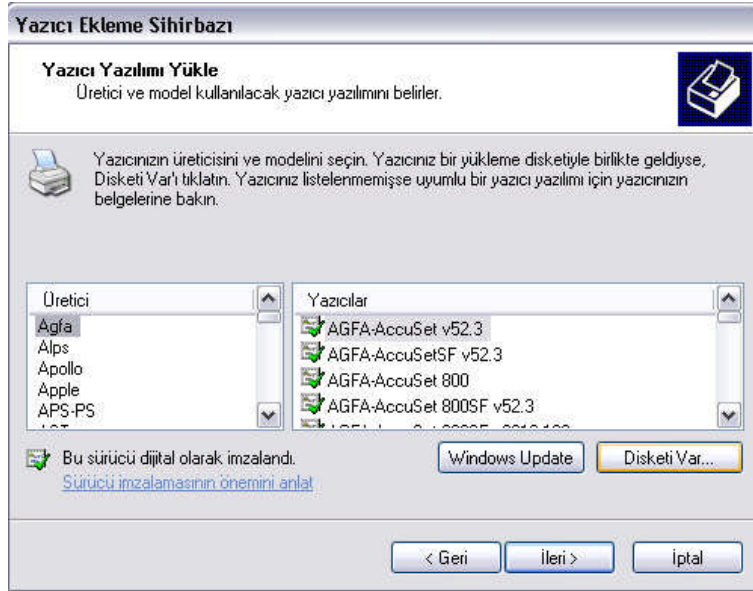 Yazıcı Ekleme Sihirbazı
Yazıcı Yazılımı Yükle
Üretici ve model kullanılacak yazıcı yazılımını belirler.
Yazıcınızın üreticisini ve modelini seçin. Yazıcınız bir yükleme disketiyle birlikte geldiyse,
Disketi Var'ı tıklatın. Yazıcınız listelenmemişse uyumlu bir yazıcı yazılımı için yazıcınızın
belgelerine bakın.
Üretici
Agfa
Alps
Apollo
Apple
APS-PS
Yazıcılar
AGFA-AccuSet v52.3
AGFA-AccuSetSF v52.3
AGFA-AccuSet 800
AGFA-AccuSet 800SF v52.3
Bu sürücü dijital olarak imzalandı.
Sürücü imzalamasının önemini anlat
Windows Update
Disketi Var...
< Geri
İleri >
İptal